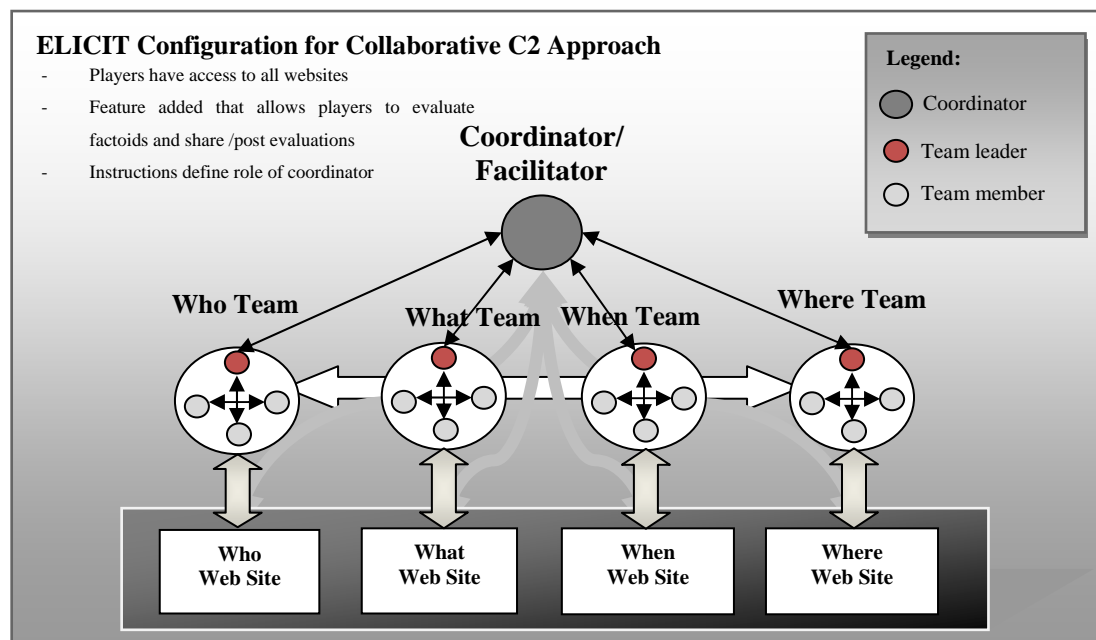 ELICIT Configuration for Collaborative C2 Approach
- Players have access to all websites
- Feature added that allows players to evaluate
factoids and share /post evaluations
- Instructions define role of coordinator
Legend:
Coordinator
Team leader
Team member
Coordinator/
Facilitator
Who Team
What Team
When Team
Where Team
Who
Web Site
What
Web Site
When
Web Site
Where
Web Site